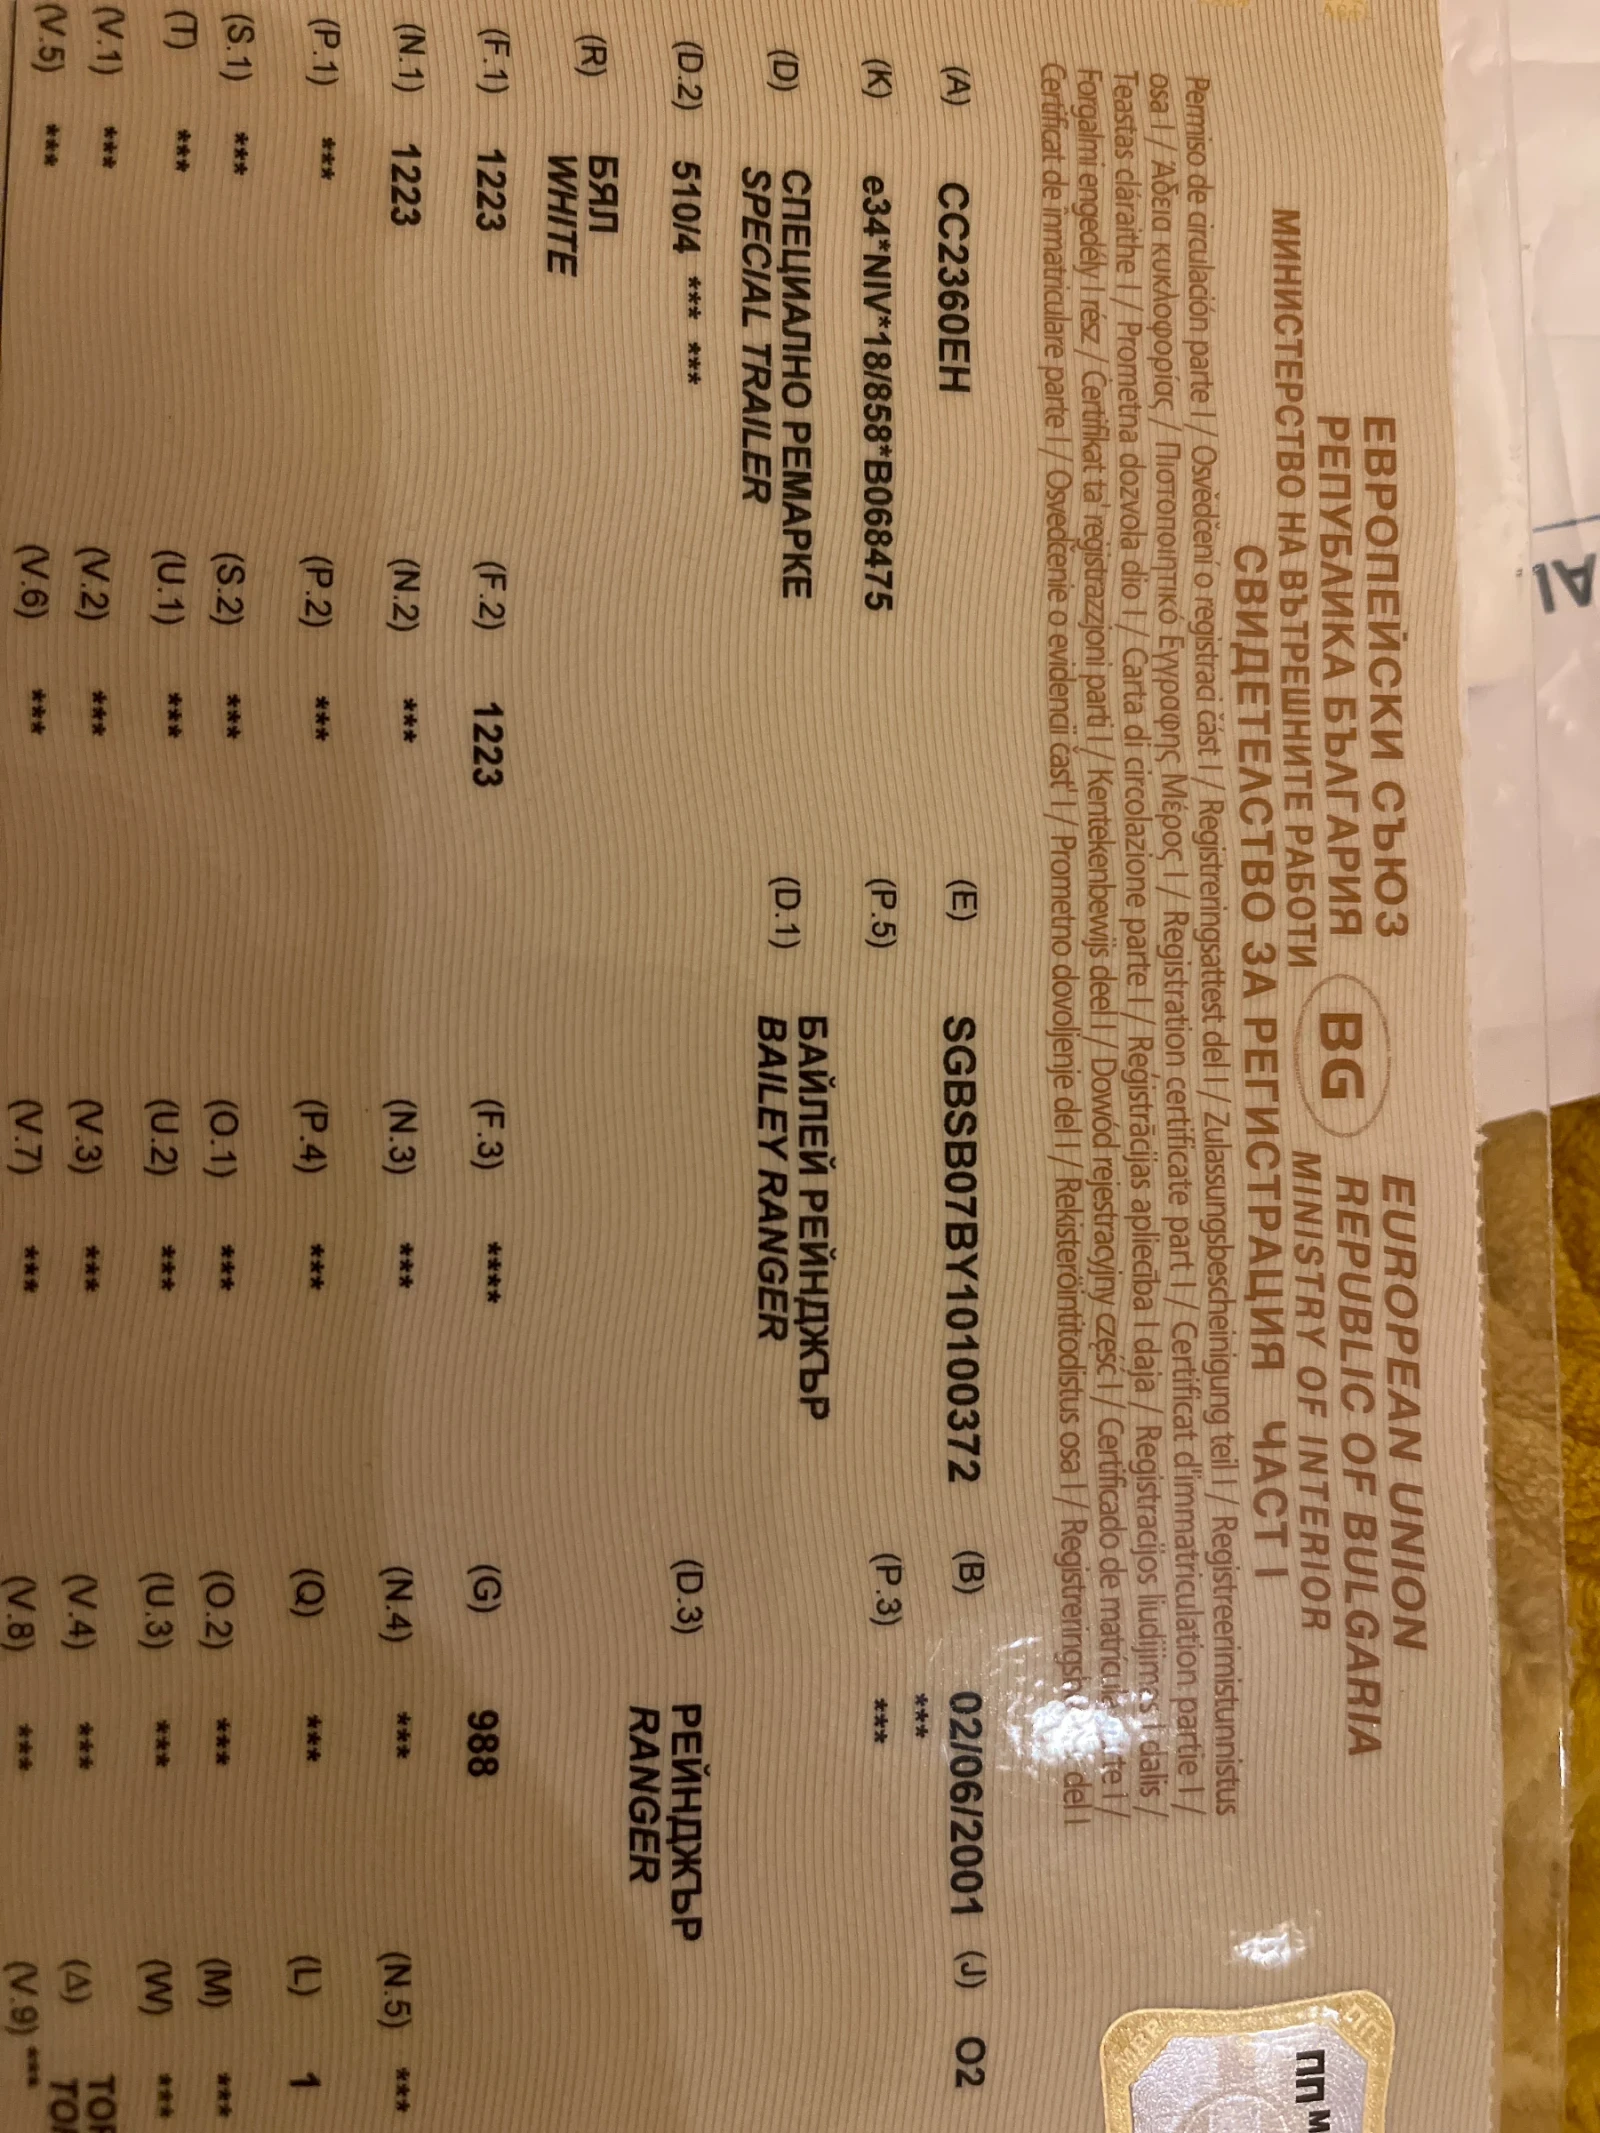 ЕВРОПЕЙСКИ СЪЮЗ EUROPEAN UNION
РЕПУБЛИКА БЪЛГАРИЯ BG REPUBLIC OF BULGARIA
МИНИСТЕРСТВО НА ВЪТРЕШНИТЕ РАБОТИ MINISTRY OF INTERIOR
СВИДЕТЕЛСТВО ЗА РЕГИСТРАЦИЯ ЧАСТ I
Permiso de circulación parte I / Osvědčení o registraci část I / Registreringsattest del I / Zulassungsbescheinigung teil I / Registreerimistunnistus
osa I / Άδεια κυκλοφορίας / Πιστοποιητικό Εγγραφης Μέρος I / Registration certificate part I / Certificat d'immatriculation partie I /
Teastas cláraithe I / Prometna dozvola dio I / Carta di circolazione parte I / Reģistrācijas apliecība I daļa / Registracijos liudijimas I dalis /
Forgalmi engedély I rész / Ċertifikat ta' reġistrazzjoni parti I / Kentekenbewijs deel I / Dowód rejestracyjny część I / Certificado de matrícula I /
Certificat de înmatriculare parte I / Osvedčenie o evidencii časť I / Prometno dovoljenje del I / Rekisteröintitodistus osa I / del I
(A) CC2360EH (E) SGBSB07BY10100372 (B) 02/06/2001 (J) O2
***
(K) e34*NIV*18/858*B068475 (P.5) (P.3) ***
(D) СПЕЦИАЛНО РЕМАРКЕ (D.1) БАЙЛЕЙ РЕЙНДЖЪР
SPECIAL TRAILER BAILEY RANGER
(D.2) 510/4 *** *** (D.3) РЕЙНДЖЪР
RANGER
(R) БЯЛ
WHITE
(F.1) 1223 (F.2) 1223 (F.3) **** (G) 988
(N.1) 1223 (N.2) *** (N.3) *** (N.4) *** (N.5) ***
(P.1) *** (P.2) *** (P.4) *** (Q) *** (L) 1
(S.1) *** (S.2) *** (O.1) *** (O.2) *** (M) ***
(T) *** (U.1) *** (U.2) *** (U.3) *** (W) ***
(V.1) *** (V.2) *** (V.3) *** (V.4) *** (Δ)
(V.5) *** (V.6) *** (V.7) *** (V.8) *** (V.9) ***